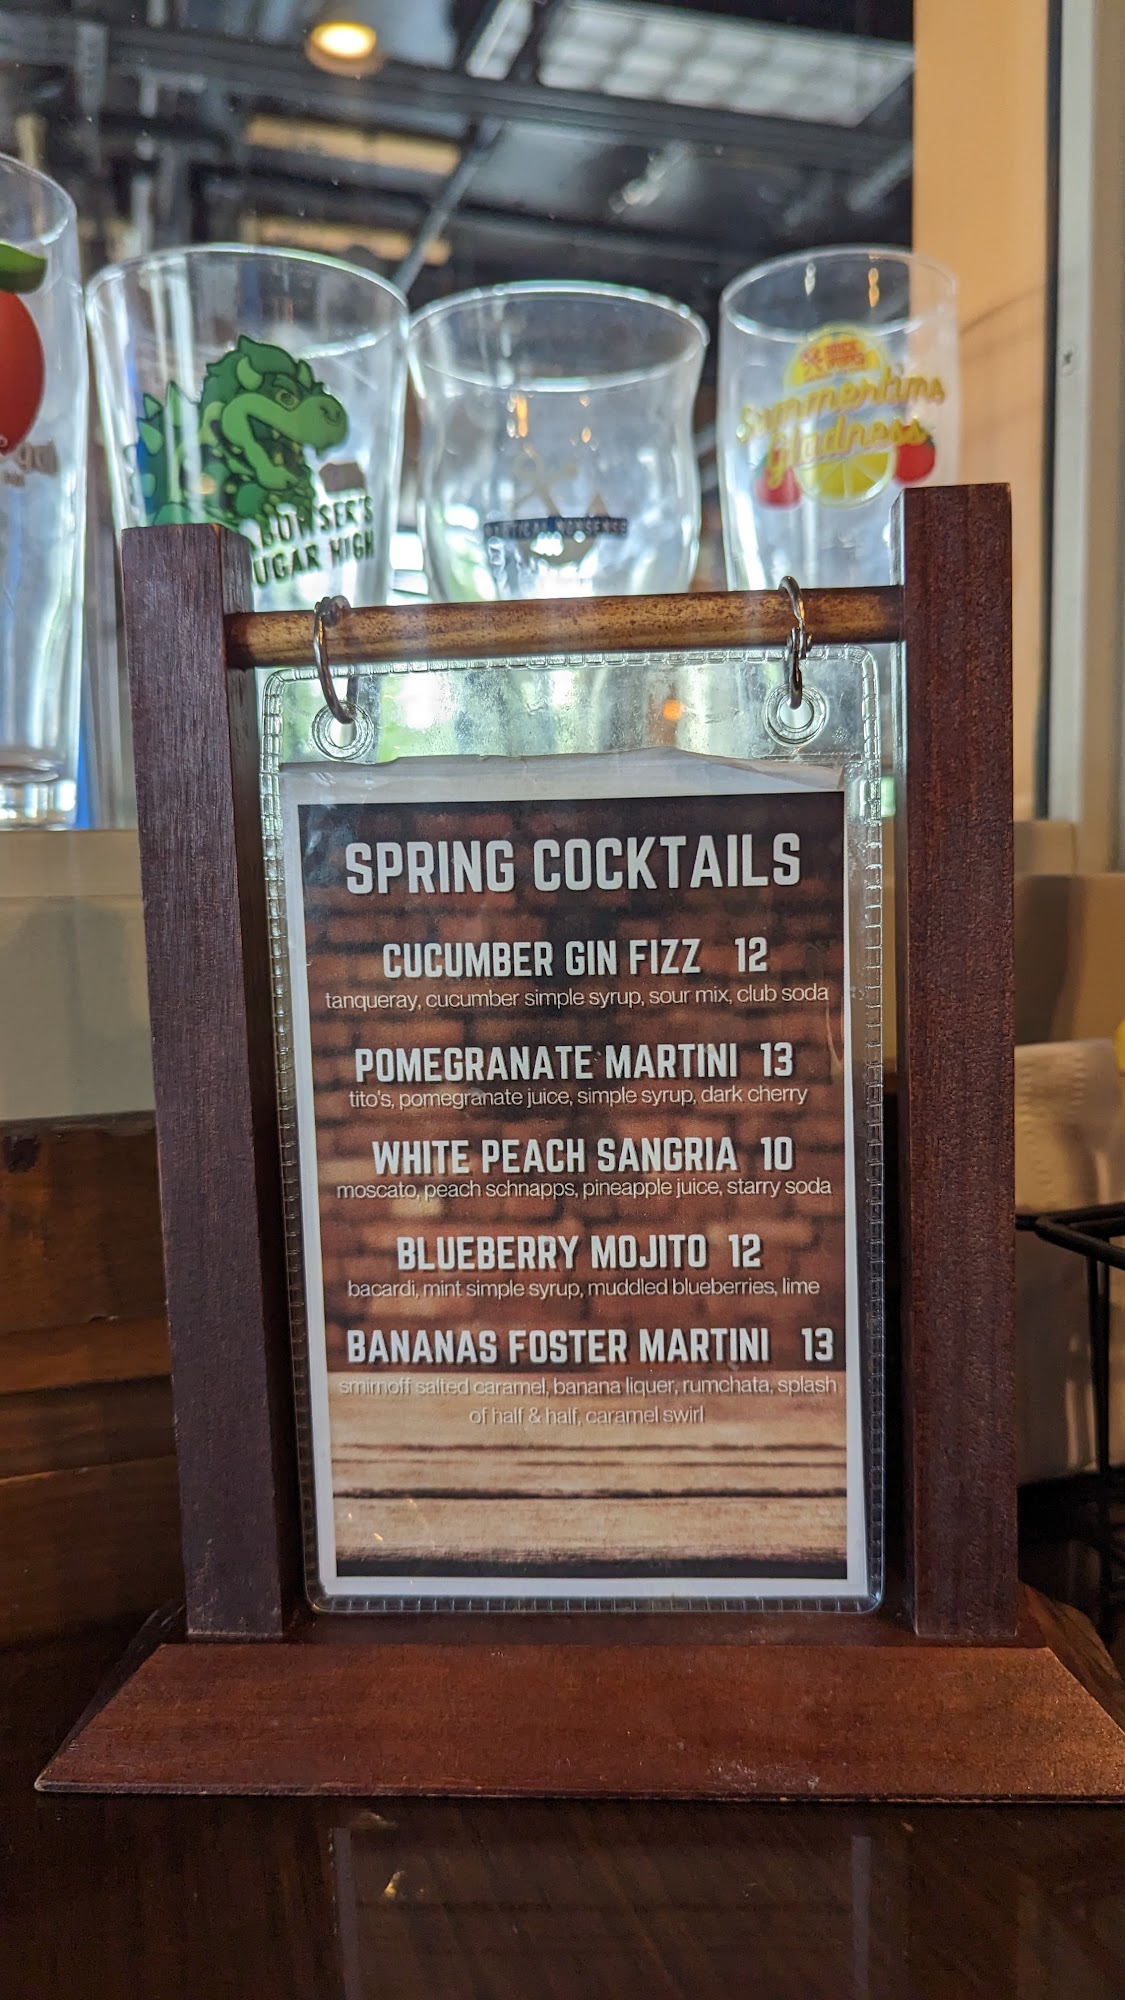 BOWSER'S
UGAR HIGH
NAUTICAL NONSENSE
Summertime
Gladness
SPRING COCKTAILS
CUCUMBER GIN FIZZ 12
tanqueray, cucumber simple syrup, sour mix, club soda
POMEGRANATE MARTINI 13
tito's, pomegranate juice, simple syrup, dark cherry
WHITE PEACH SANGRIA 10
moscato, peach schnapps, pineapple juice, starry soda
BLUEBERRY MOJITO 12
bacardi, mint simple syrup, muddled blueberries, lime
BANANAS FOSTER MARTINI 13
smirnoff salted caramel, banana liquer, rumchata, splash
of half & half, caramel swirl